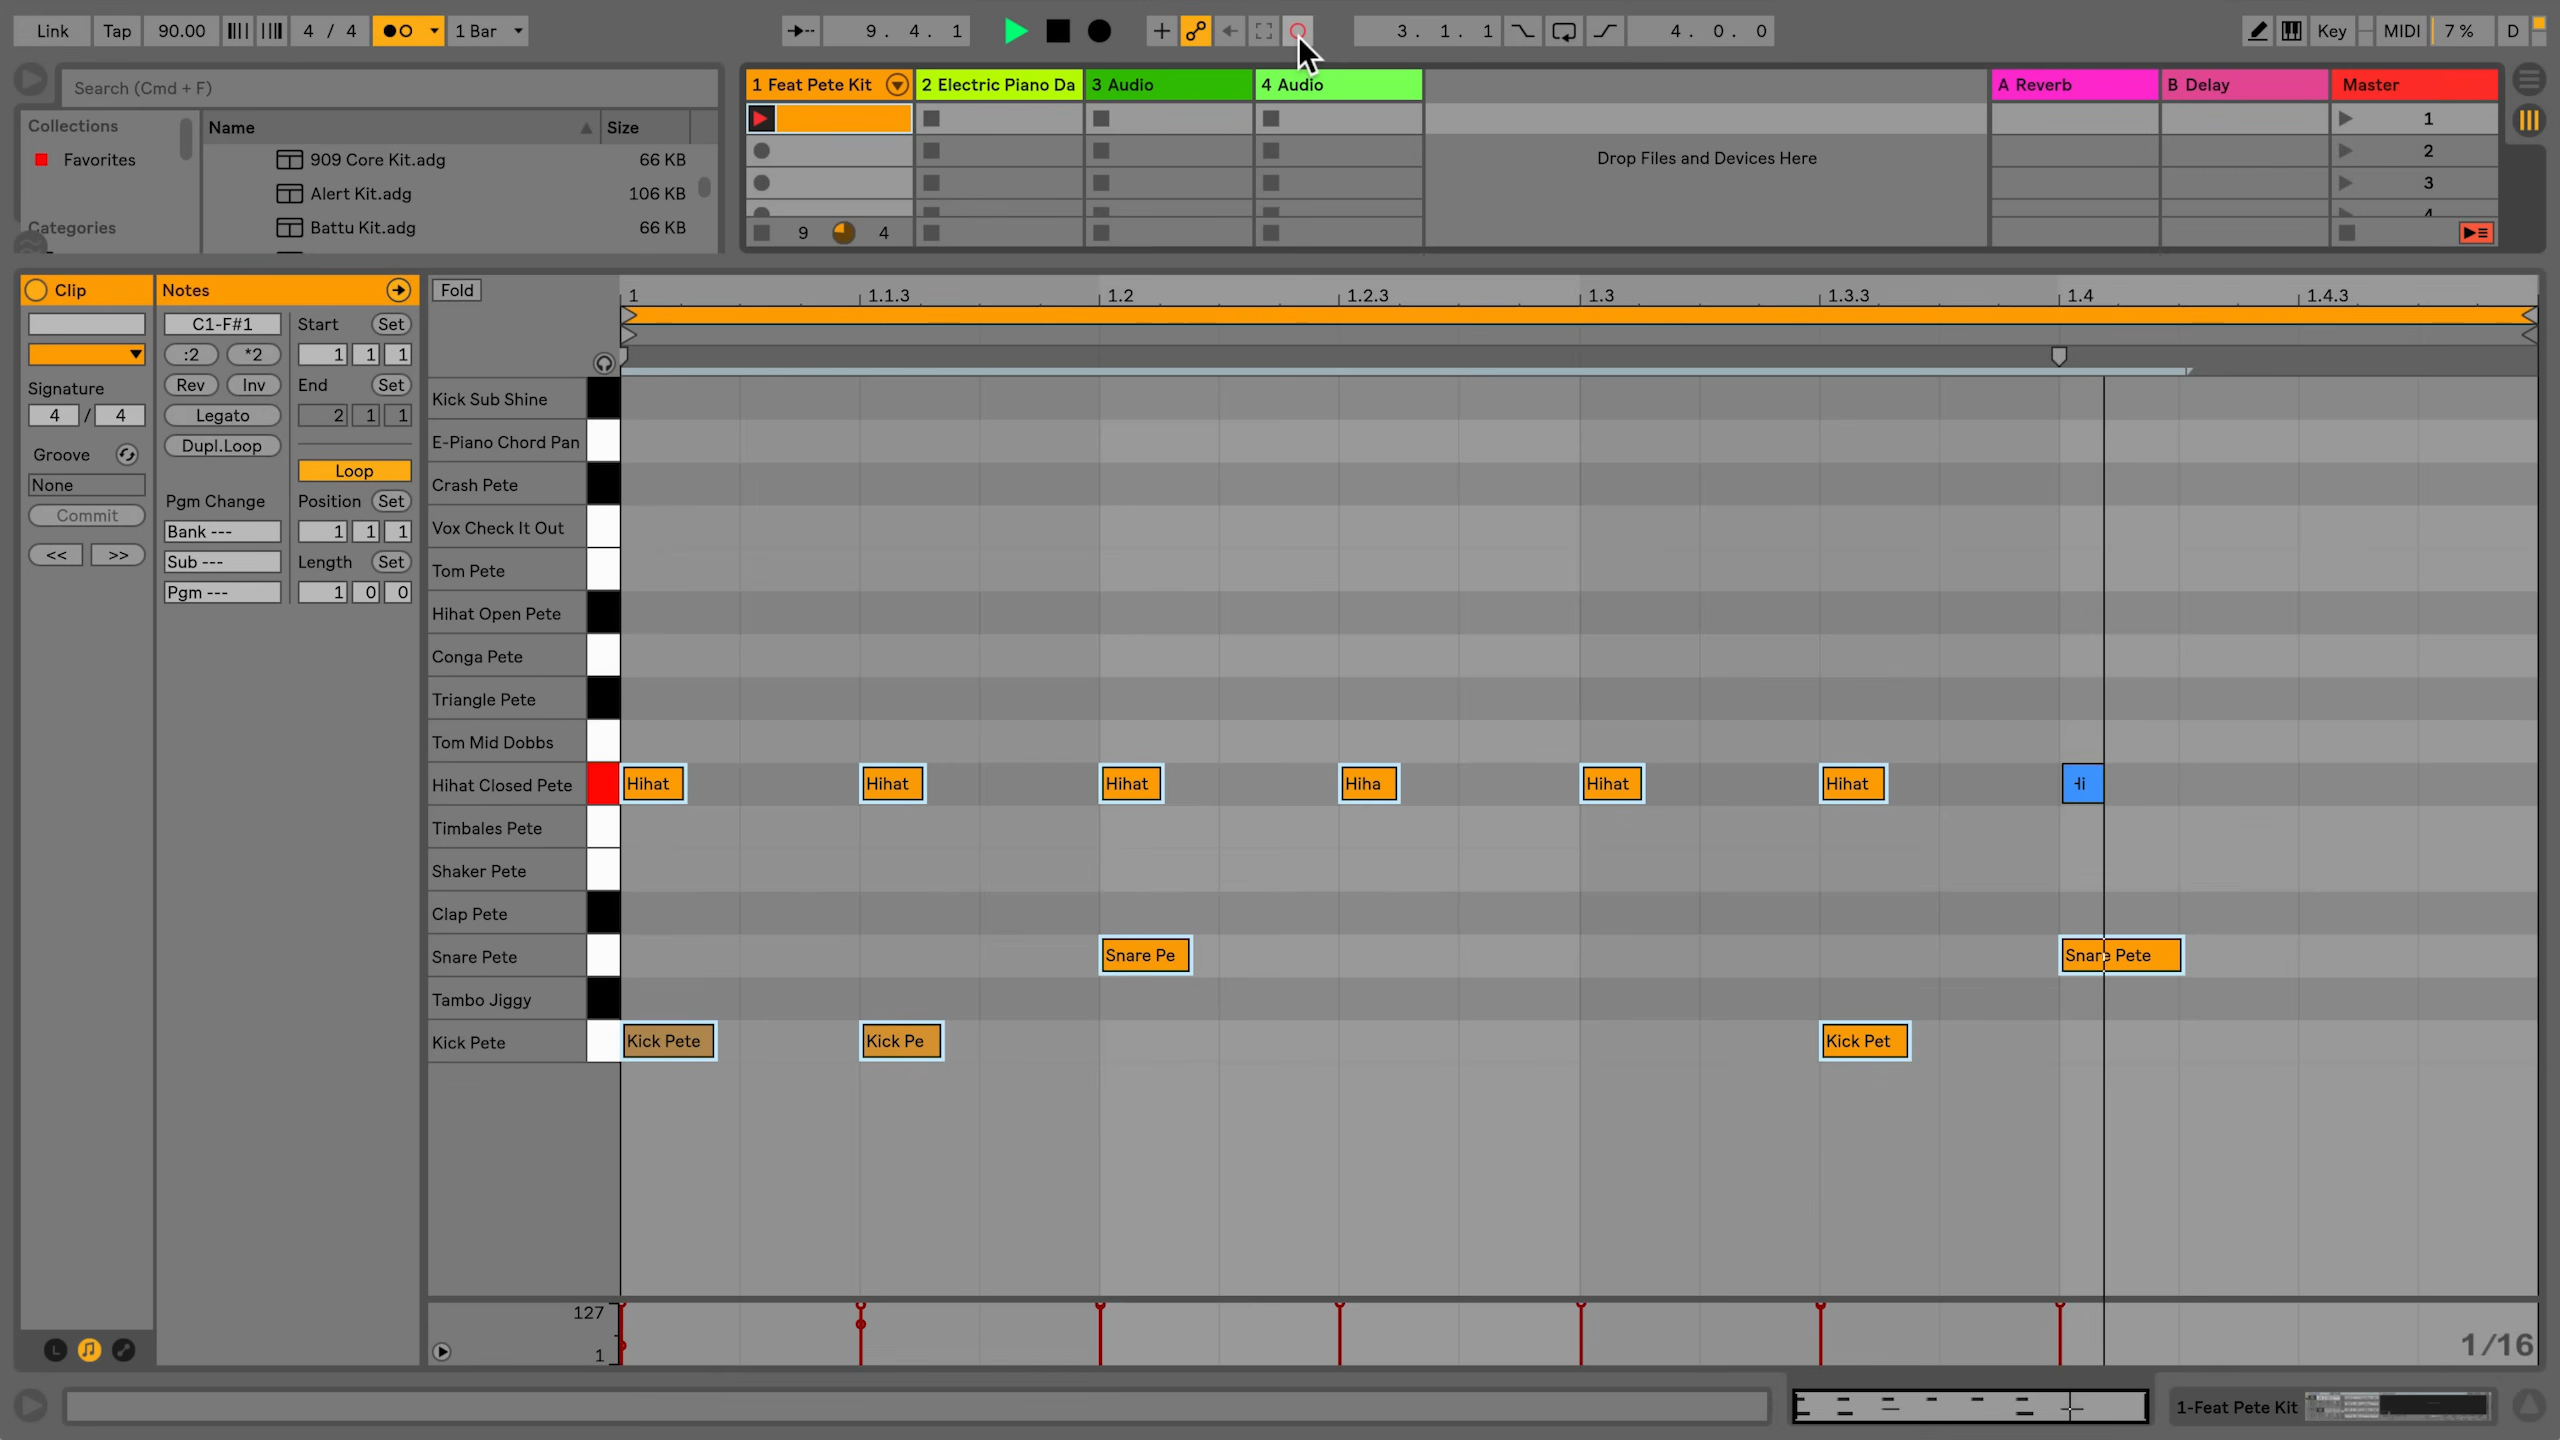 Link Tap 90.00 4 / 4 1 Bar 9. 4. 1 3. 1. 1 4. 0. 0 Key MIDI 7 % D
Search (Cmd + F)
Collections
Favorites
Categories
Name Size
909 Core Kit.adg 66 KB
Alert Kit.adg 106 KB
Battu Kit.adg 66 KB
1 Feat Pete Kit 2 Electric Piano Da 3 Audio 4 Audio A Reverb B Delay Master
1
2
3
4
Drop Files and Devices Here
9 4
Clip
Signature
4 / 4
Groove
None
Commit
<< >>
Notes
C1-F#1
:2 *2
Rev Inv
Legato
Dupl.Loop
Pgm Change
Bank ---
Sub ---
Pgm ---
Start Set
1 1 1
End Set
2 1 1
Loop
Position Set
1 1 1
Length Set
1 0 0
Fold
1 1.1.3 1.2 1.2.3 1.3 1.3.3 1.4 1.4.3
Kick Sub Shine
E-Piano Chord Pan
Crash Pete
Vox Check It Out
Tom Pete
Hihat Open Pete
Conga Pete
Triangle Pete
Tom Mid Dobbs
Hihat Closed Pete Hihat Hihat Hihat Hiha Hihat Hihat Hi
Timbales Pete
Shaker Pete
Clap Pete
Snare Pete Snare Pe Snare Pete
Tambo Jiggy
Kick Pete Kick Pete Kick Pe Kick Pet
127
1
1/16
L
1-Feat Pete Kit